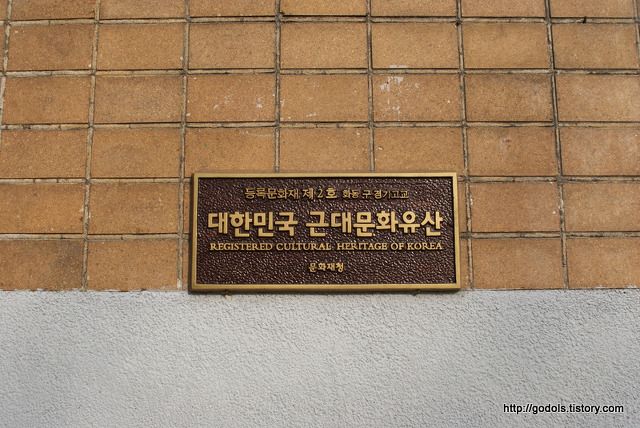 등록문화재 제2호 화동 구 경기고교
대한민국 근대문화유산
REGISTERED CULTURAL HERITAGE OF KOREA
문화재청
http://godols.tistory.com